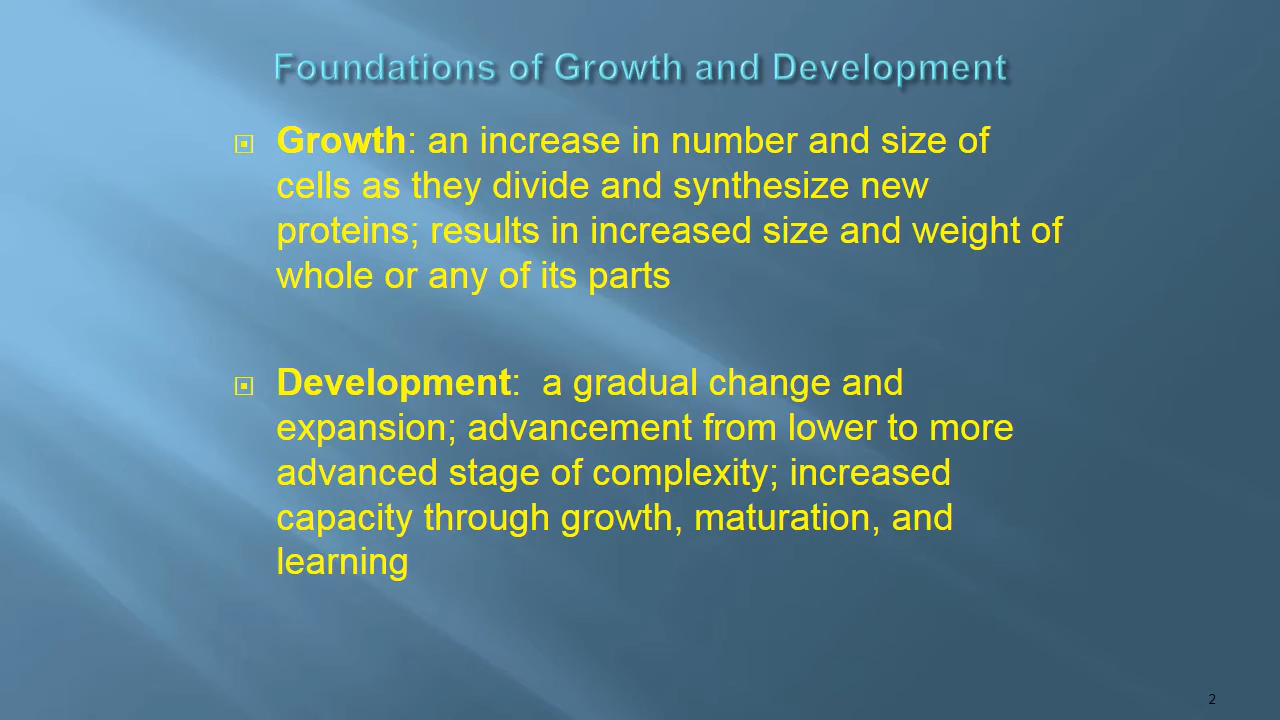 Foundations of Growth and Development
Growth: an increase in number and size of
cells as they divide and synthesize new
proteins; results in increased size and weight of
whole or any of its parts
Development:  a gradual change and
expansion; advancement from lower to more
advanced stage of complexity; increased
capacity through growth, maturation, and
learning
2